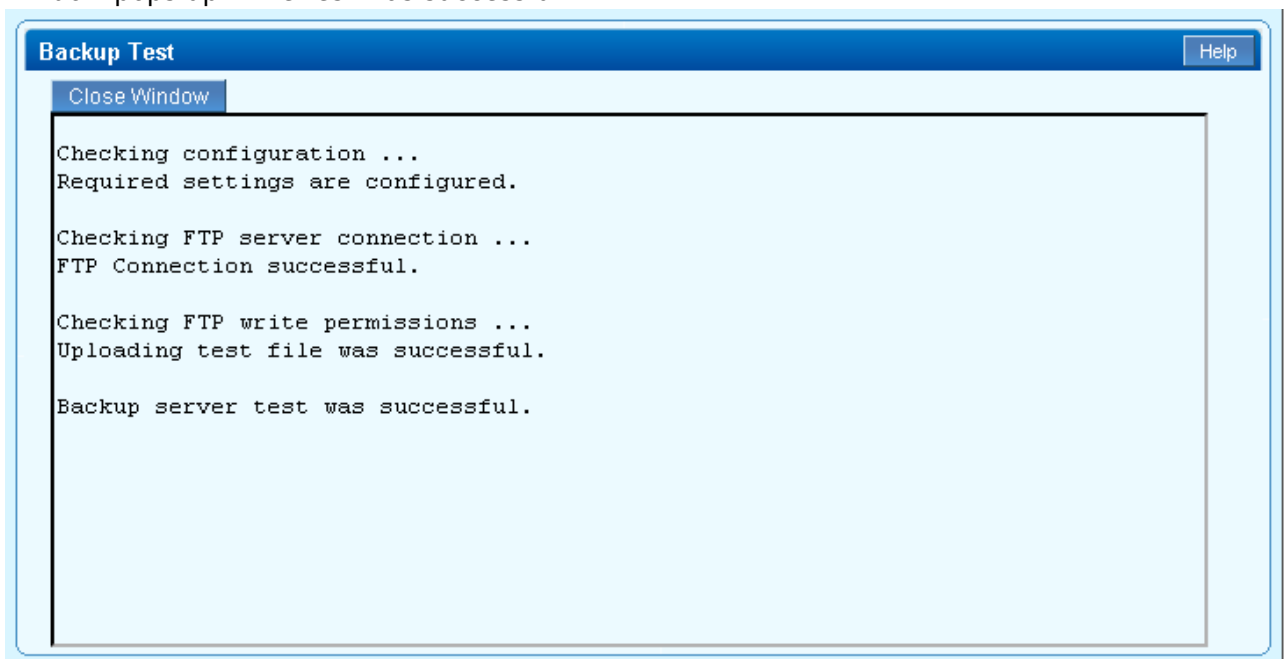 Backup Test
Help
Close Window
Checking configuration ...
Required settings are configured.
Checking FTP server connection ...
FTP Connection successful.
Checking FTP write permissions ...
Uploading test file was successful.
Backup server test was successful.